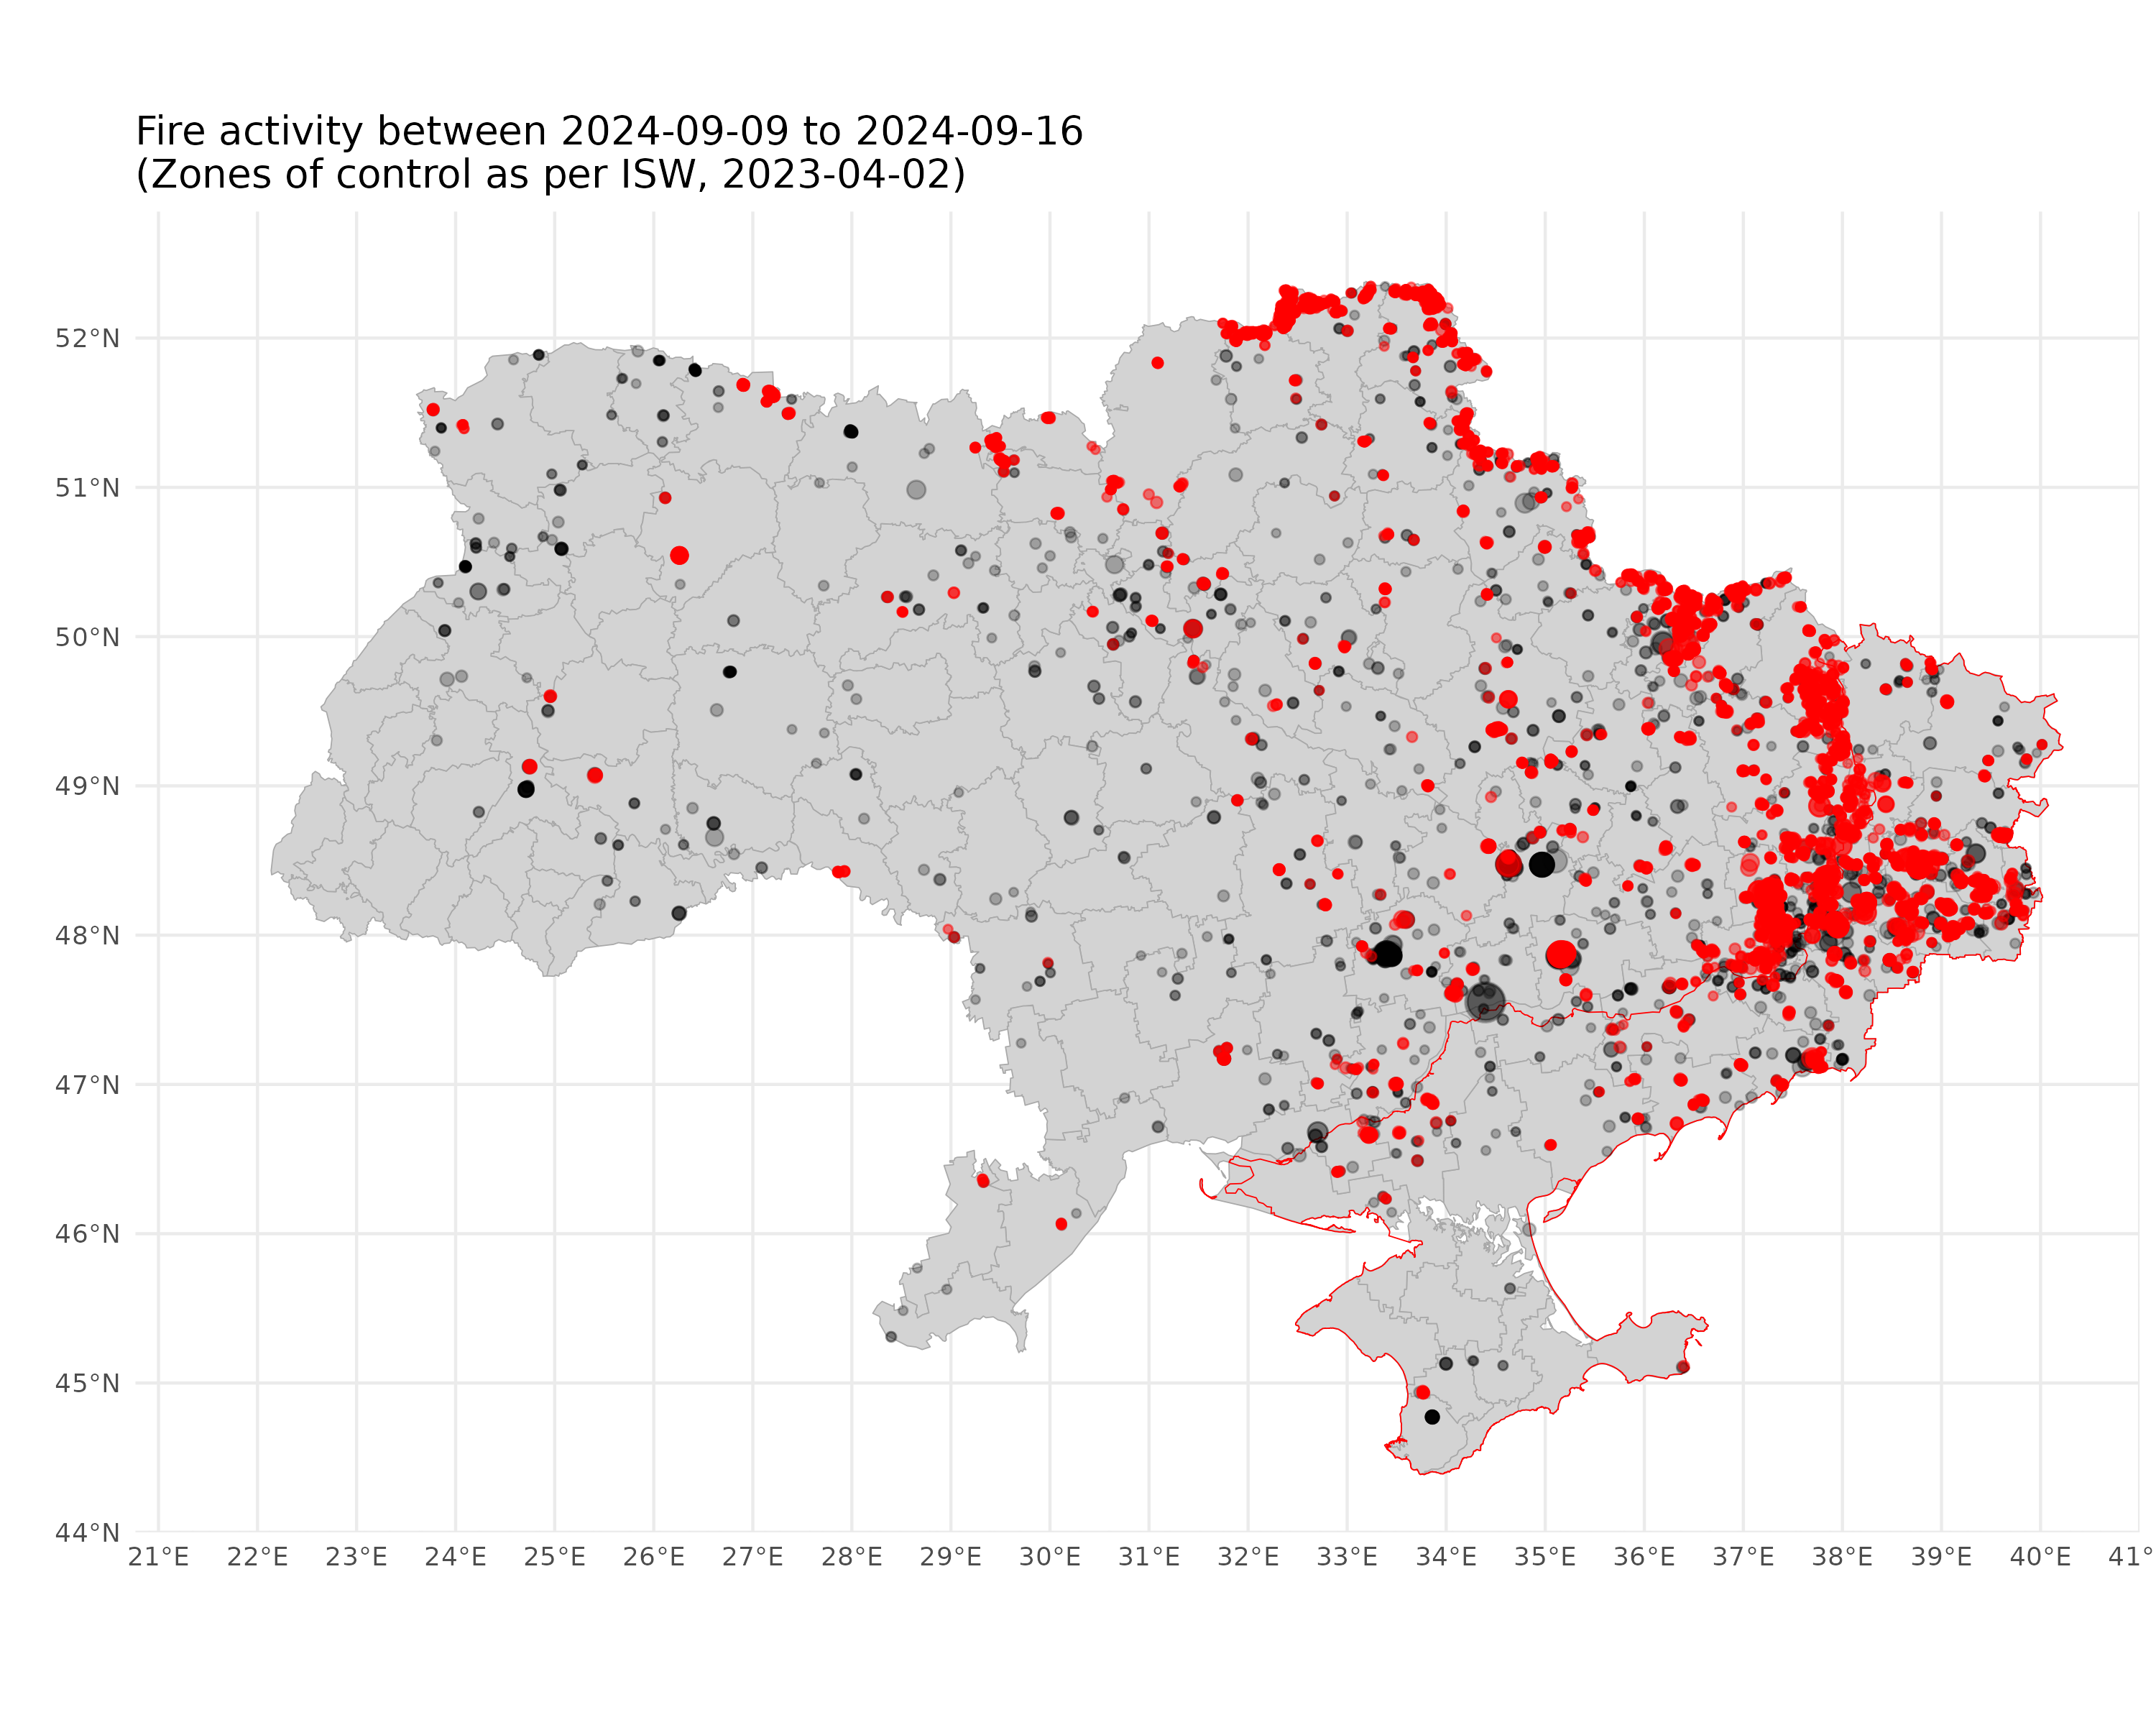 Fire activity between 2024-09-09 to 2024-09-16
(Zones of control as per ISW, 2023-04-02)
52°N
51°N
50°N
49°N
48°N
47°N
46°N
45°N
44°N
21°E 22°E 23°E 24°E 25°E 26°E 27°E 28°E 29°E 30°E 31°E 32°E 33°E 34°E 35°E 36°E 37°E 38°E 39°E 40°E 41°